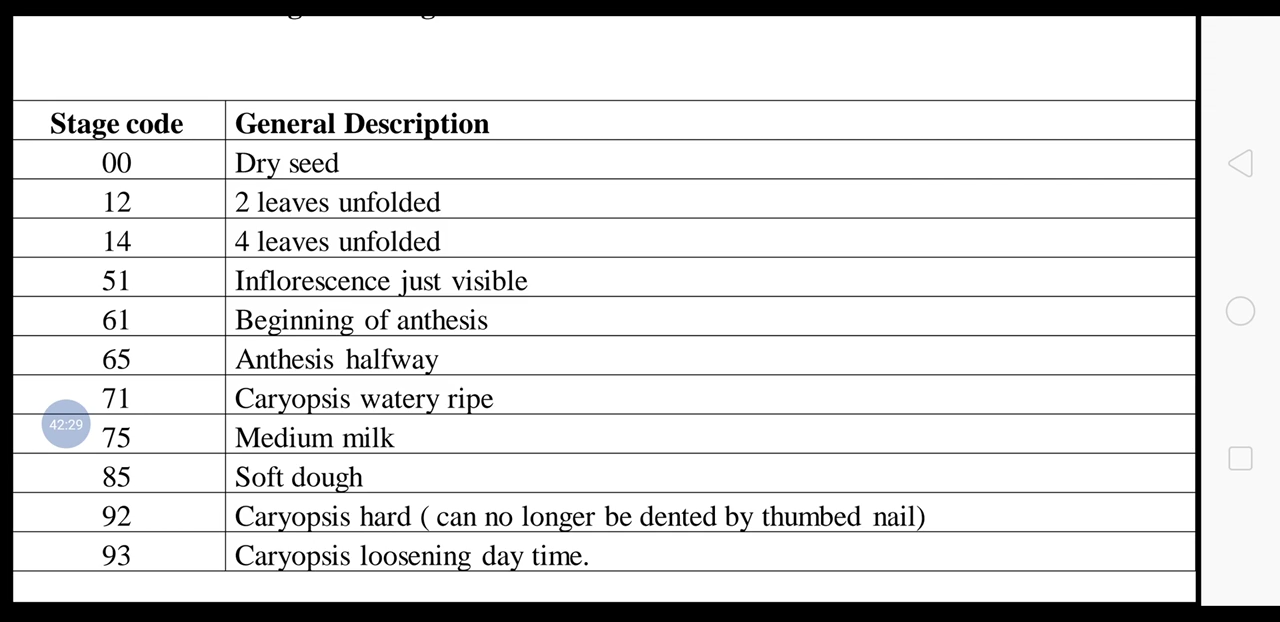 Stage code General Description
00 Dry seed
12 2 leaves unfolded
14 4 leaves unfolded
51 Inflorescence just visible
61 Beginning of anthesis
65 Anthesis halfway
71 Caryopsis watery ripe
42:29
75 Medium milk
85 Soft dough
92 Caryopsis hard ( can no longer be dented by thumbed nail)
93 Caryopsis loosening day time.